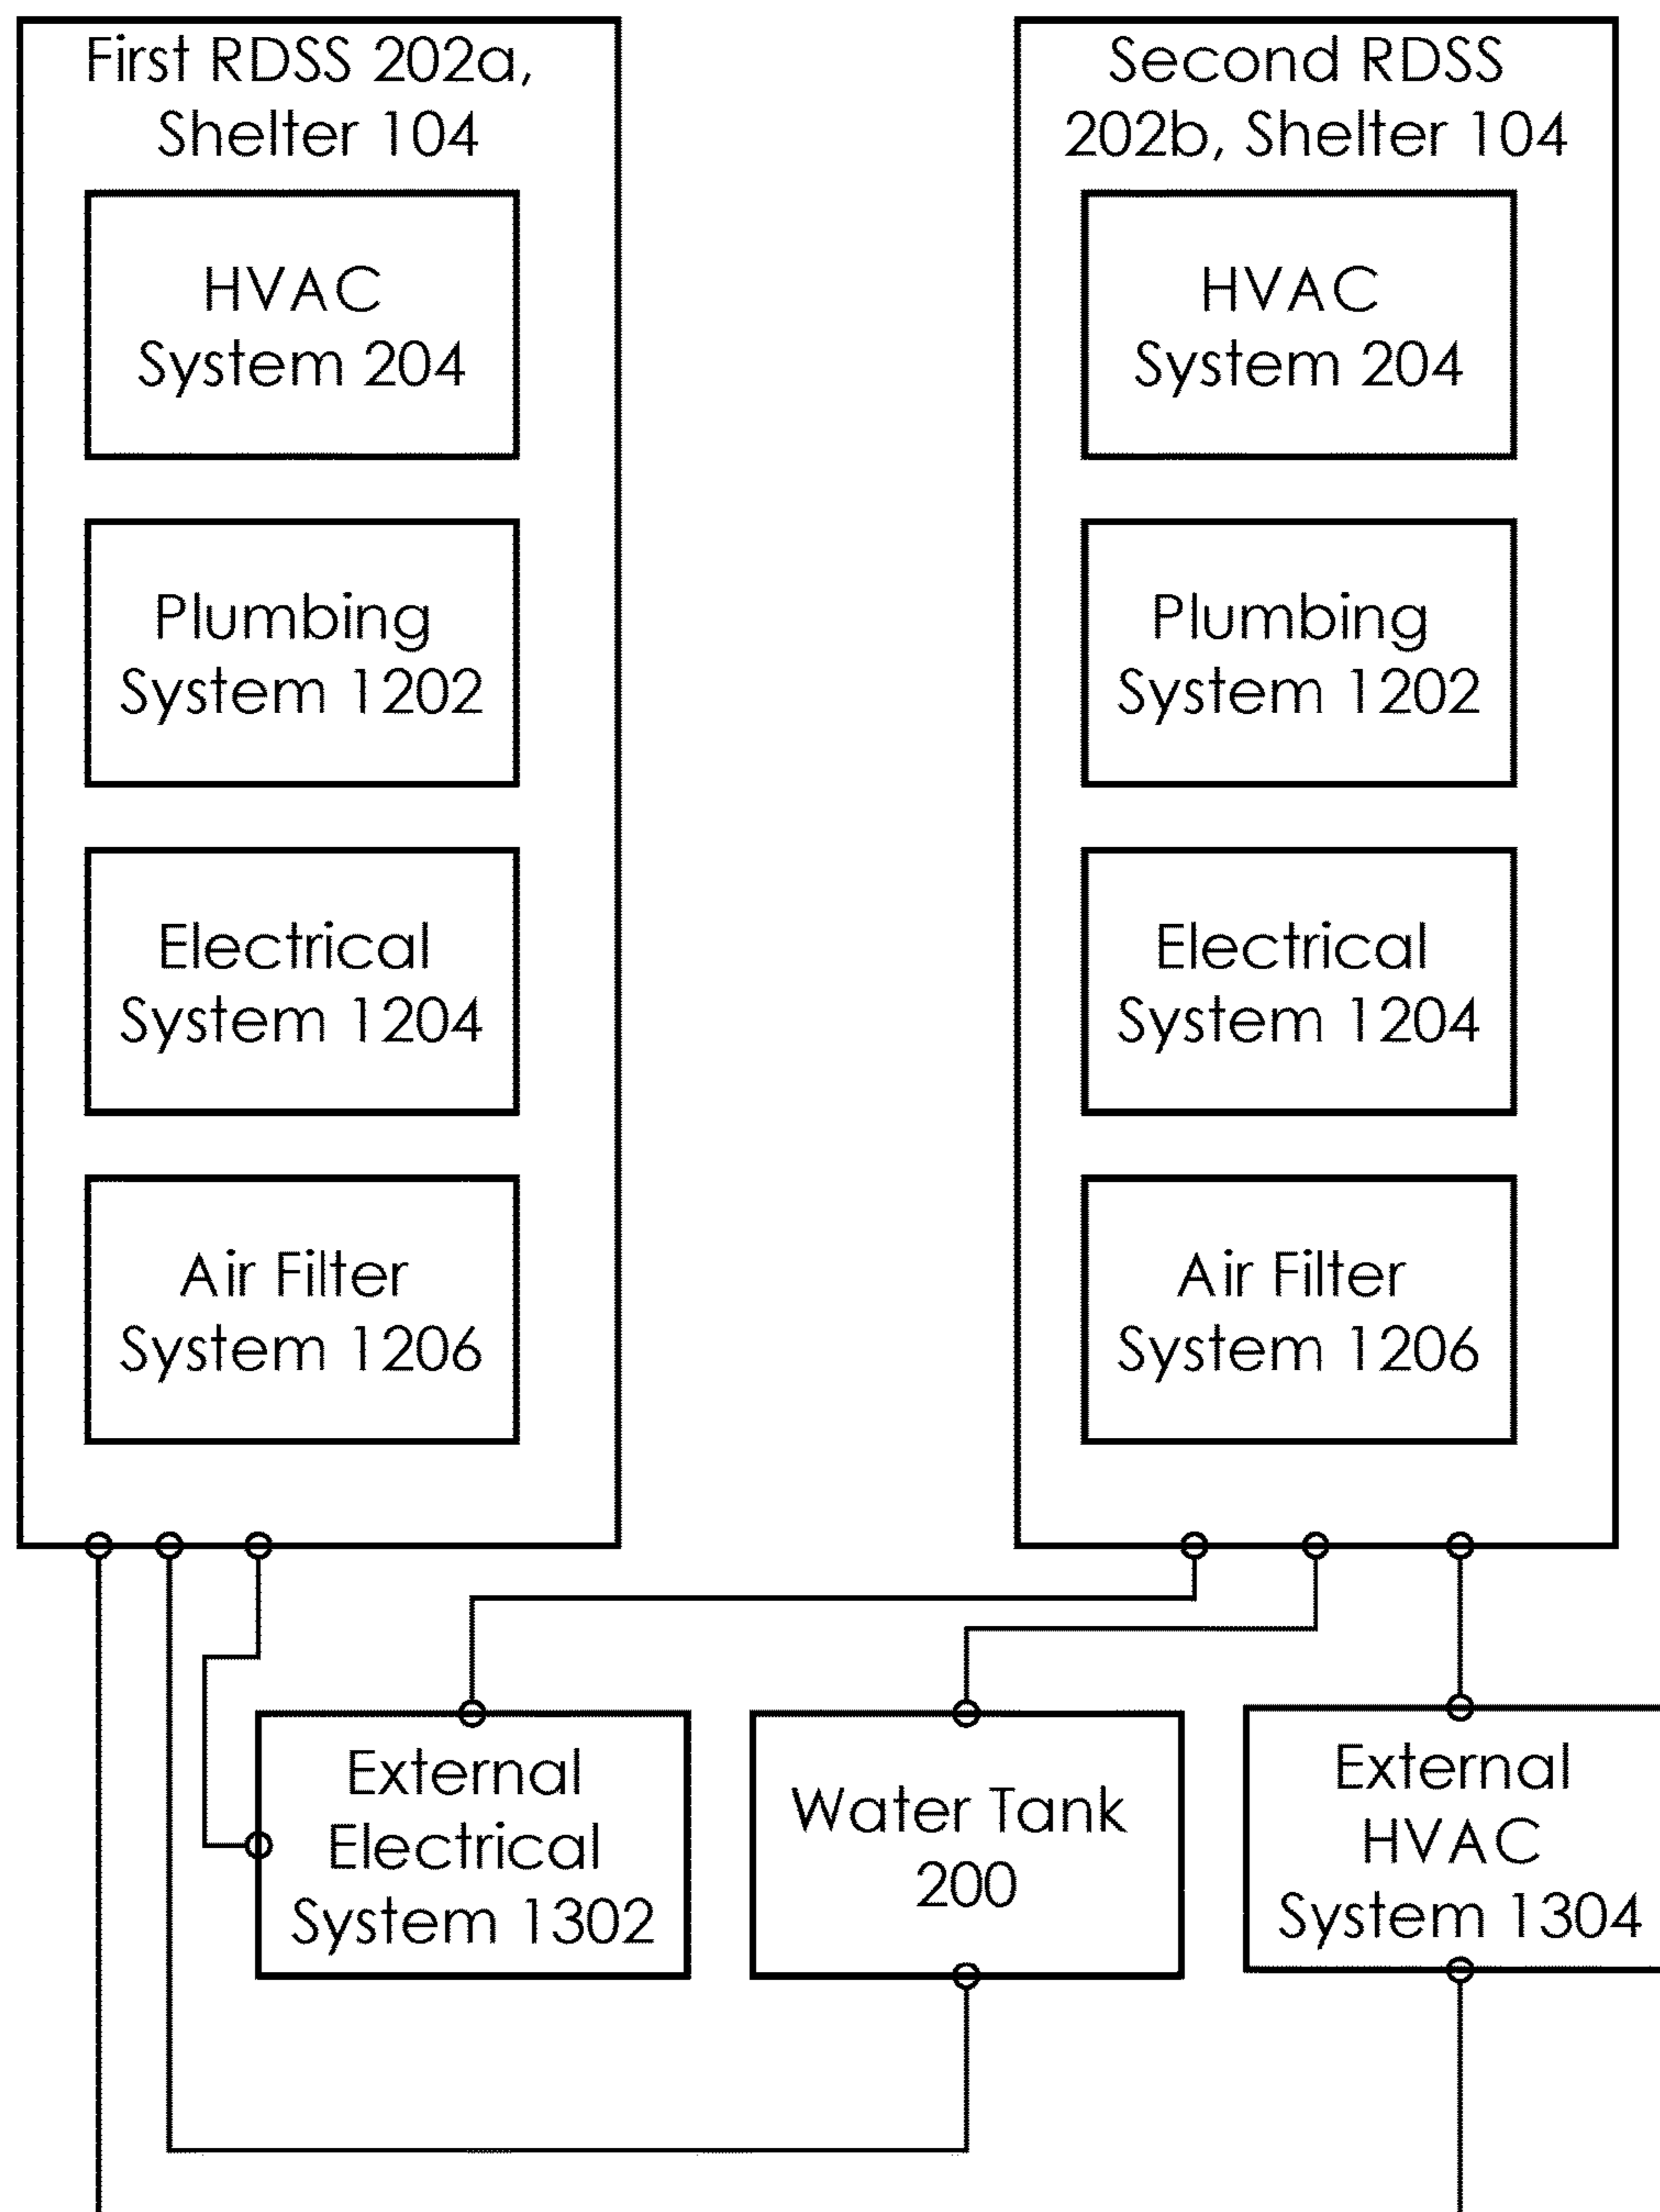 First RDSS 202a,
Shelter 104
HVAC
System 204
Plumbing
System 1202
Electrical
System 1204
Air Filter
System 1206
Second RDSS
202b, Shelter 104
HVAC
System 204
Plumbing
System 1202
Electrical
System 1204
Air Filter
System 1206
External
Electrical
System 1302
Water Tank
200
External
HVAC
System 1304